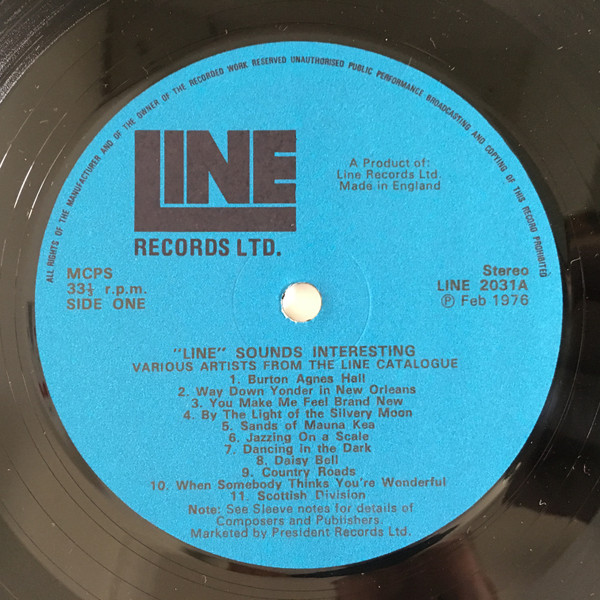 ALL RIGHTS OF THE MANUFACTURER AND OF THE OWNER OF THE RECORDED WORK RESERVED UNAUTHORISED PUBLIC PERFORMANCE BROADCASTING AND COPYING OF THIS RECORD PROHIBITED
LINE
RECORDS LTD.
A Product of:
Line Records Ltd.
Made in England
MCPS
33⅓ r.p.m.
SIDE ONE
Stereo
LINE 2031A
℗ Feb 1976
"LINE" SOUNDS INTERESTING
VARIOUS ARTISTS FROM THE LINE CATALOGUE
1. Burton Agnes Hall
2. Way Down Yonder in New Orleans
3. You Make Me Feel Brand New
4. By The Light of the Silvery Moon
5. Sands of Mauna Kea
6. Jazzing On a Scale
7. Dancing in the Dark
8. Daisy Bell
9. Country Roads
10. When Somebody Thinks You're Wonderful
11. Scottish Division
Note: See Sleeve notes for details of
Composers and Publishers.
Marketed by President Records Ltd.